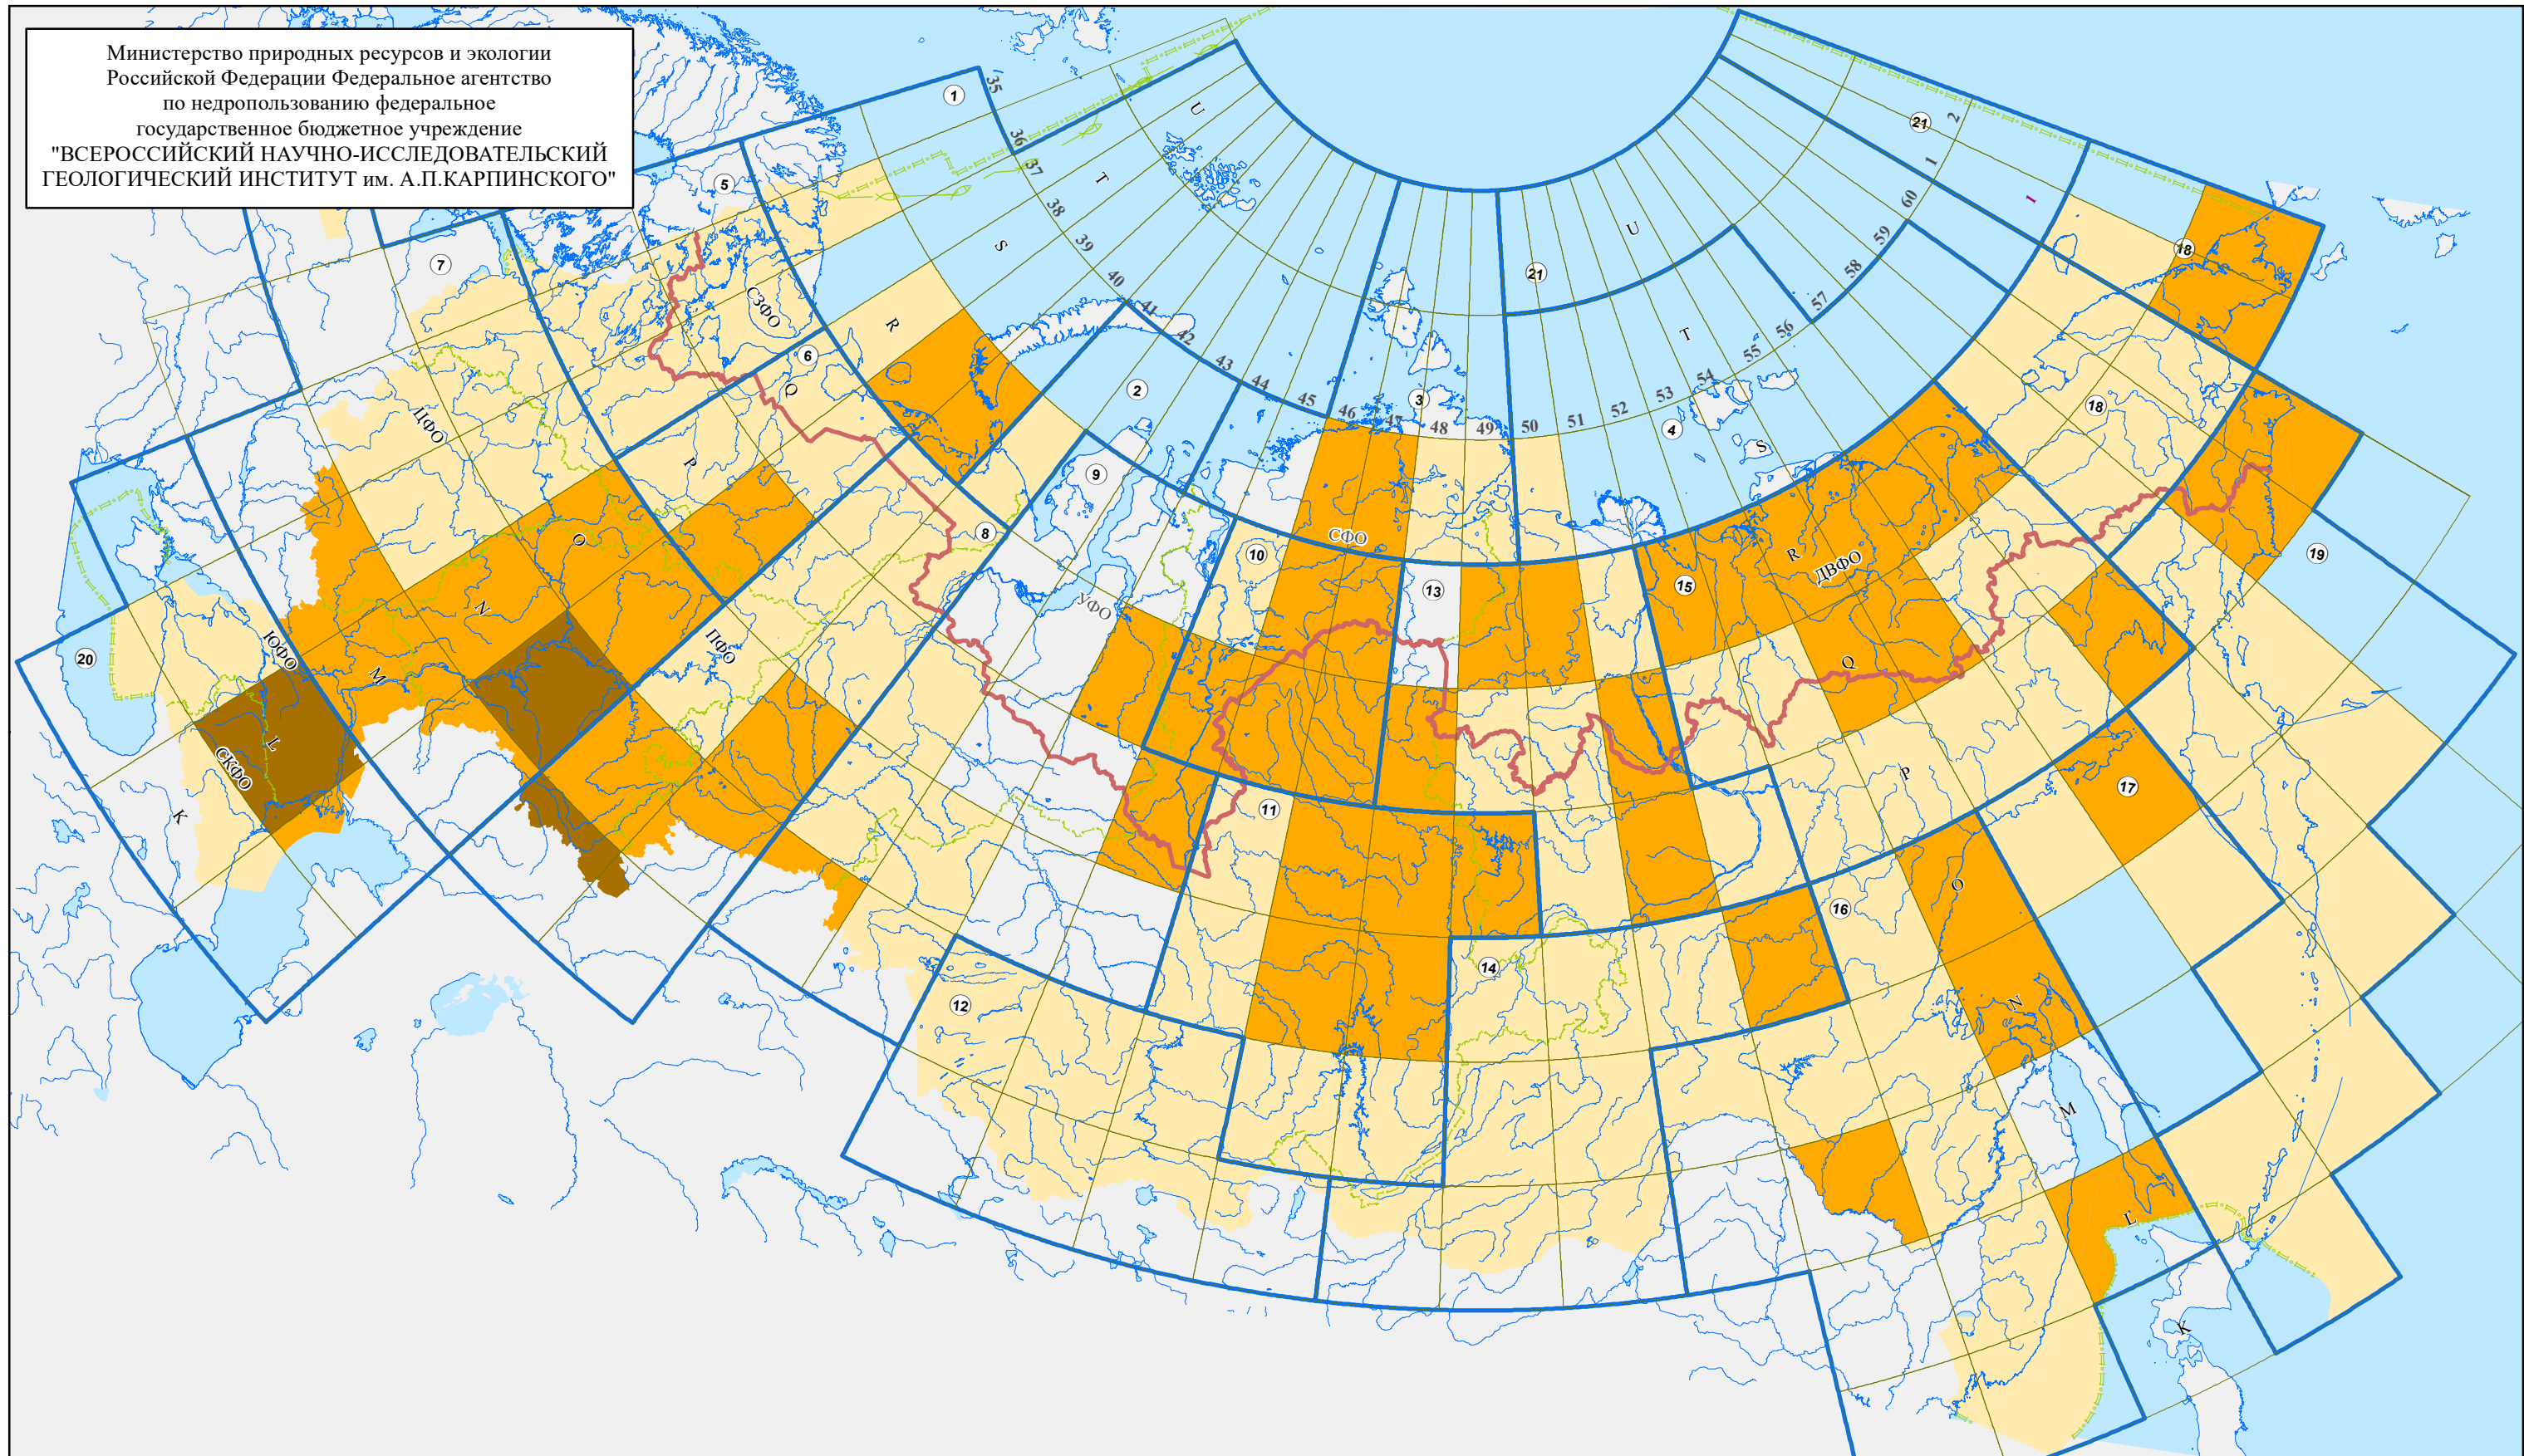 Министерство природных ресурсов и экологии
Российской Федерации Федеральное агентство
по недропользованию федеральное
государственное бюджетное учреждение
"ВСЕРОССИЙСКИЙ НАУЧНО-ИССЛЕДОВАТЕЛЬСКИЙ
ГЕОЛОГИЧЕСКИЙ ИНСТИТУТ им. А.П.КАРПИНСКОГО"
1
35
36
37
38
39
40
41
42
43
44
45
46
47
48
49
50
51
52
53
54
55
56
57
58
59
60
1
2
1
21
U
T
S
R
Q
P
O
N
M
L
K
U
T
S
R
Q
P
O
N
M
L
K
5
7
6
2
3
4
21
18
18
8
9
10
13
15
19
20
11
17
16
14
12
СЗФО
ЦФО
ЮФО
СКФО
ПФО
УФО
СФО
ДВФО